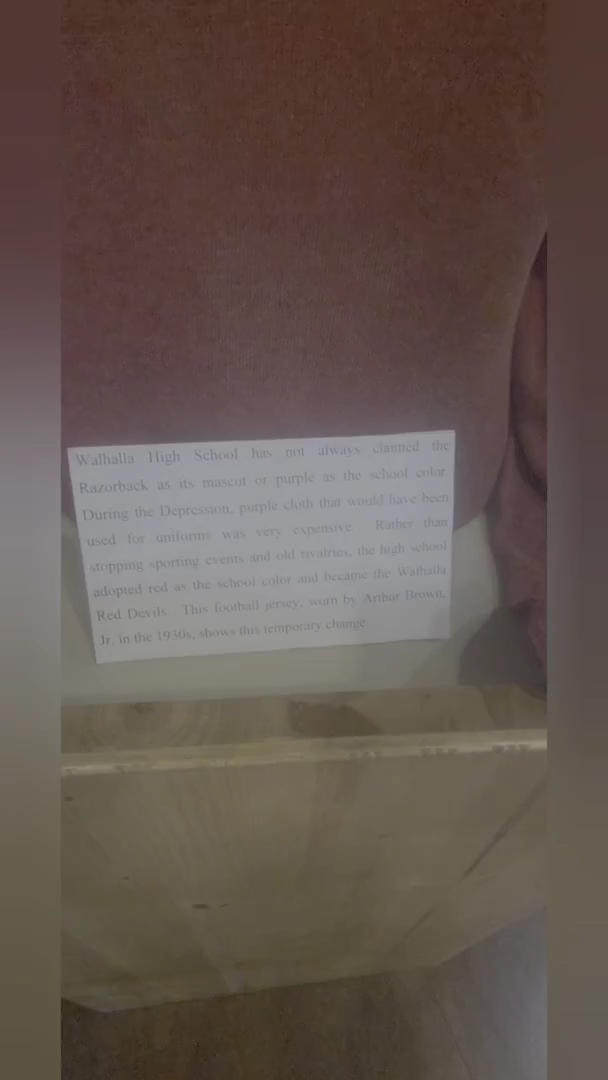 Walhalla High School has not always claimed the
Razorback as its mascot or purple as the school color.
During the Depression, purple cloth that would have been
used for uniforms was very expensive. Rather than
stopping sporting events and old rivalries, the high school
adopted red as the school color and became the Walhalla
Red Devils. This football jersey, worn by Arthur Brown,
Jr. in the 1930s, shows this temporary change.